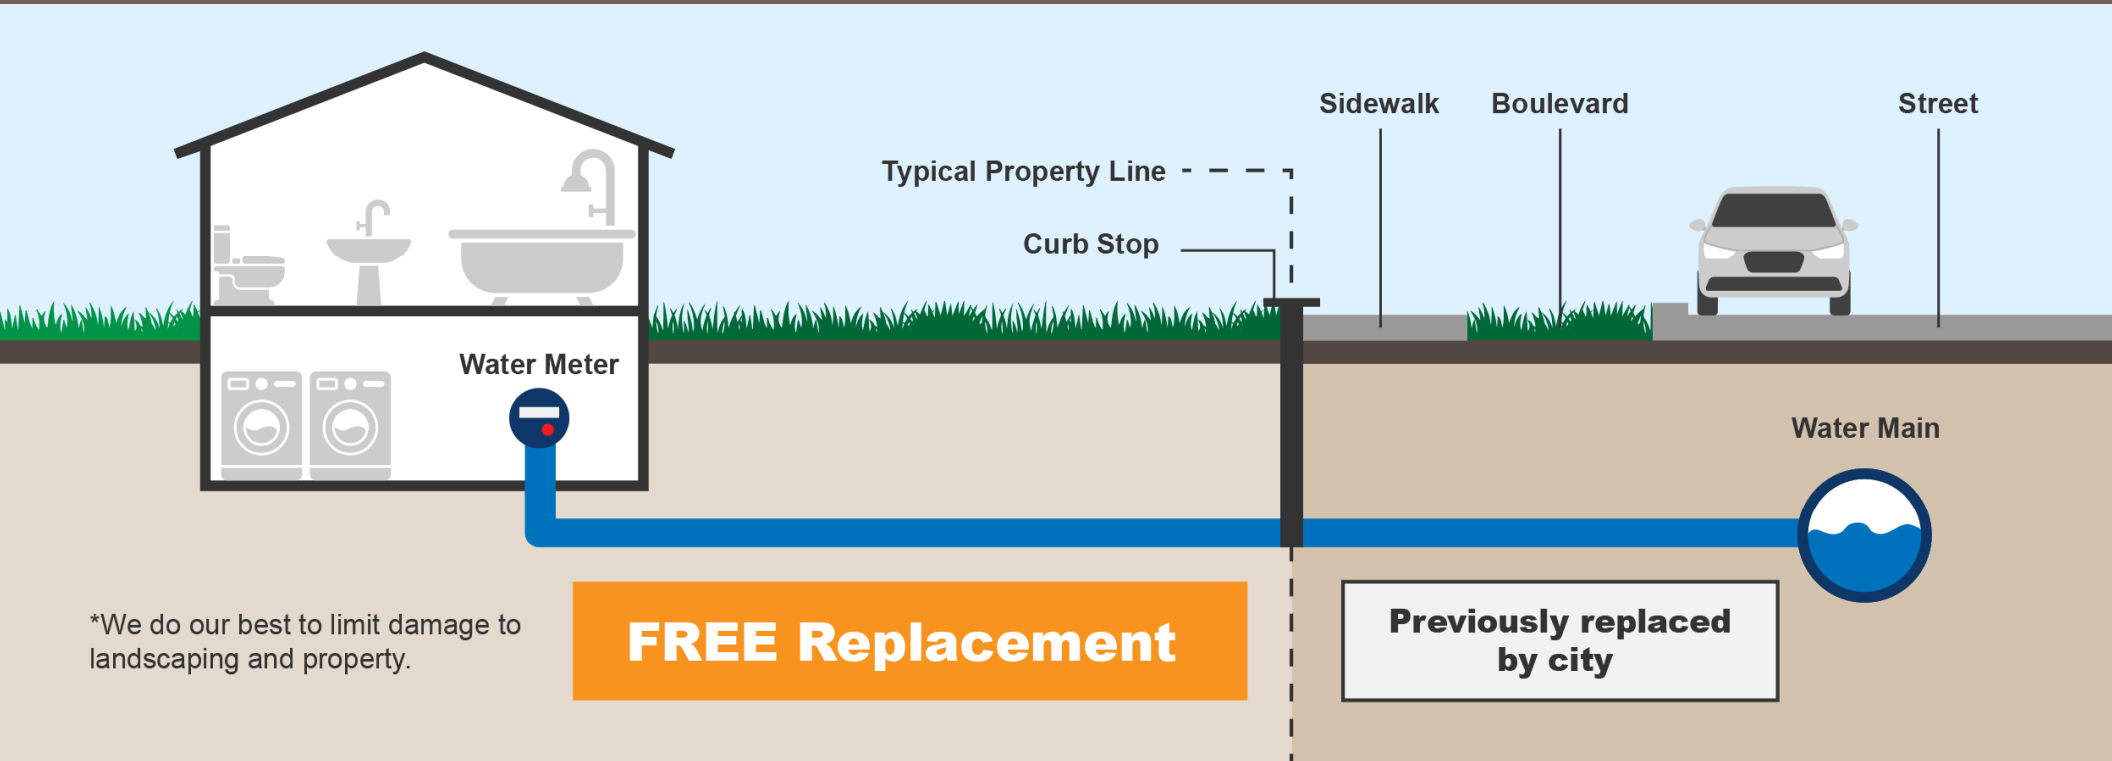 Sidewalk
Boulevard
Street
Typical Property Line
Curb Stop
Water Meter
Water Main
*We do our best to limit damage to
landscaping and property.
FREE Replacement
Previously replaced
by city